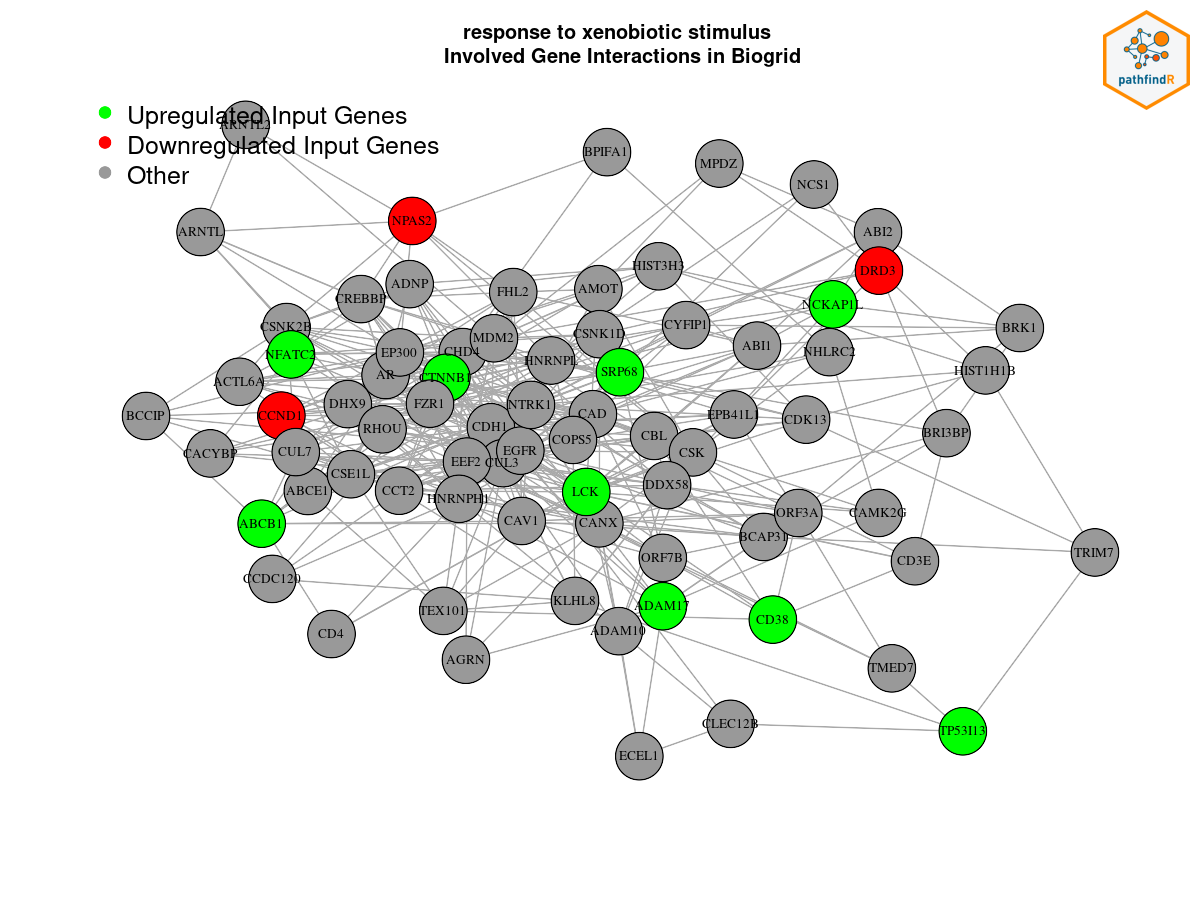 response to xenobiotic stimulus
Involved Gene Interactions in Biogrid
pathfindR
Upregulated Input Genes
Downregulated Input Genes
Other
ARNTL2
BPIFA1
MPDZ
NCS1
NPAS2
ARNTL
ABI2
HIST3H3
DRD3
ADNP
AMOT
FHL2
CREBBP
NCKAP1L
CSNK2B
CYFIP1
BRK1
CSNK1D
MDM2
ABI1
NFATC2
EP300
CHD4
NHLRC2
HNRNPL
SRP68
HIST1H1B
AR
CTNNB1
ACTL6A
DHX9
FZR1
NTRK1
BCCIP
CCND1
CAD
EPB41L1
CDK13
RHOU
CDH1
BRI3BP
COPS5
CBL
CACYBP
CUL7
EGFR
CSK
EEF2
CUL3
CSE1L
DDX58
ABCE1
CCT2
LCK
HNRNPH1
ORF3A
CAMK2G
ABCB1
CAV1
CANX
BCAP31
TRIM7
ORF7B
CD3E
CCDC120
KLHL8
ADAM17
TEX101
CD38
CD4
ADAM10
AGRN
TMED7
CLEC12B
TP53I13
ECEL1